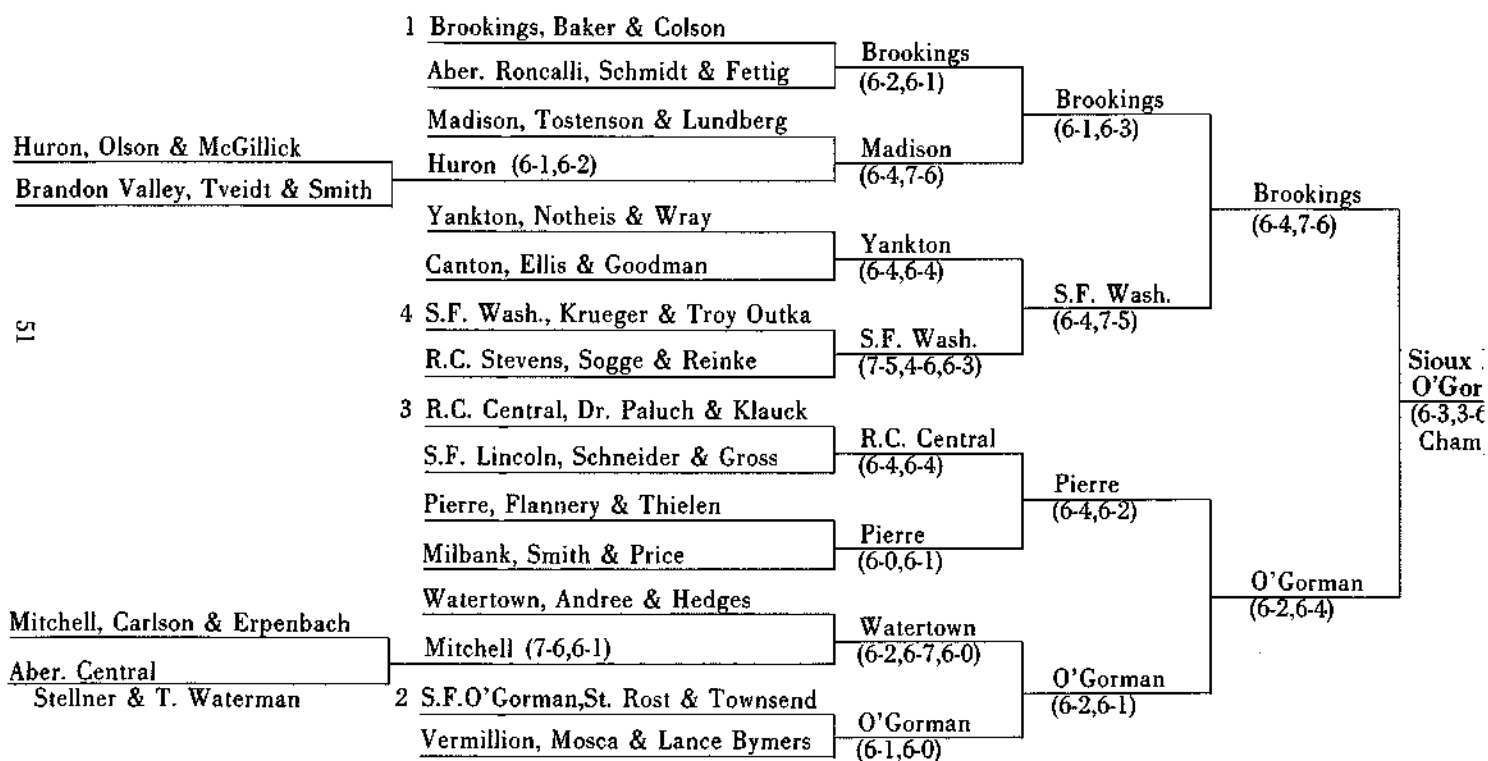 1 Brookings, Baker & Colson
Aber. Roncalli, Schmidt & Fettig
Brookings
(6-2,6-1)
Madison, Tostenson & Lundberg
Huron, Olson & McGillick
Brandon Valley, Tveidt & Smith
Huron (6-1,6-2)
Madison
(6-4,7-6)
Brookings
(6-1,6-3)
Yankton, Notheis & Wray
Canton, Ellis & Goodman
Yankton
(6-4,6-4)
4 S.F. Wash., Krueger & Troy Outka
R.C. Stevens, Sogge & Reinke
S.F. Wash.
(7-5,4-6,6-3)
S.F. Wash.
(6-4,7-5)
Brookings
(6-4,7-6)
51
3 R.C. Central, Dr. Paluch & Klauck
S.F. Lincoln, Schneider & Gross
R.C. Central
(6-4,6-4)
Pierre, Flannery & Thielen
Milbank, Smith & Price
Pierre
(6-0,6-1)
Pierre
(6-4,6-2)
Watertown, Andree & Hedges
Mitchell, Carlson & Erpenbach
Aber. Central
Stellner & T. Waterman
Mitchell (7-6,6-1)
Watertown
(6-2,6-7,6-0)
2 S.F.O'Gorman,St. Rost & Townsend
Vermillion, Mosca & Lance Bymers
O'Gorman
(6-1,6-0)
O'Gorman
(6-2,6-1)
O'Gorman
(6-2,6-4)
Sioux
O'Gor
(6-3,3-6
Cham